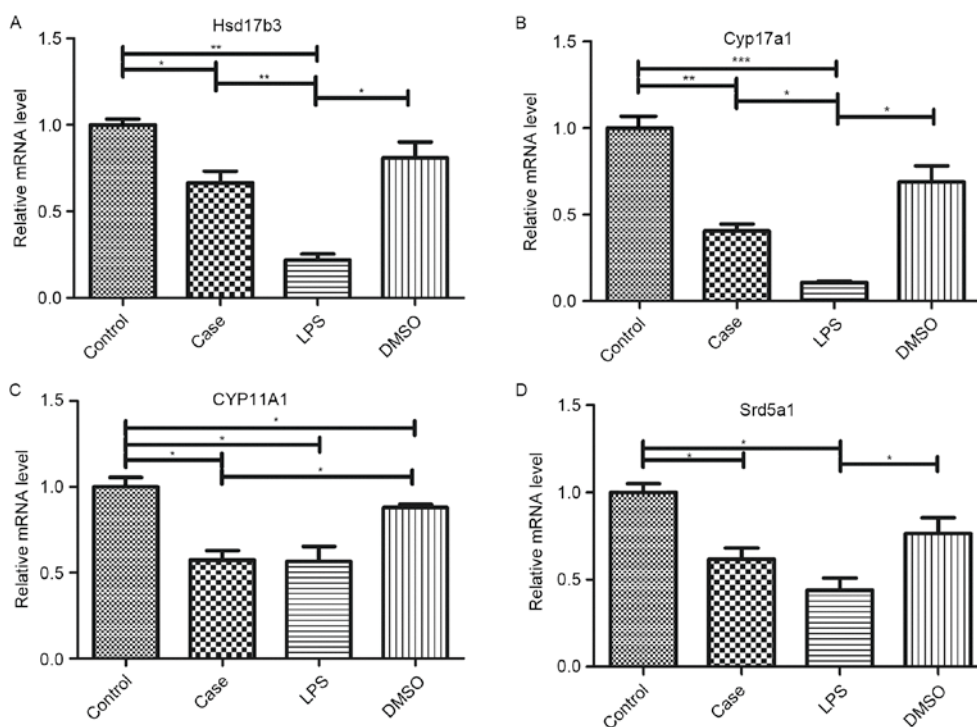 A
Hsd17b3
Relative mRNA level
1.5
1.0
0.5
0.0
**
*
**
*
Control
Case
LPS
DMSO
B
Cyp17a1
Relative mRNA level
1.5
1.0
0.5
0.0
***
**
*
*
Control
Case
LPS
DMSO
C
CYP11A1
Relative mRNA level
1.5
1.0
0.5
0.0
*
*
*
*
Control
Case
LPS
DMSO
D
Srd5a1
Relative mRNA level
1.5
1.0
0.5
0.0
*
*
*
Control
Case
LPS
DMSO